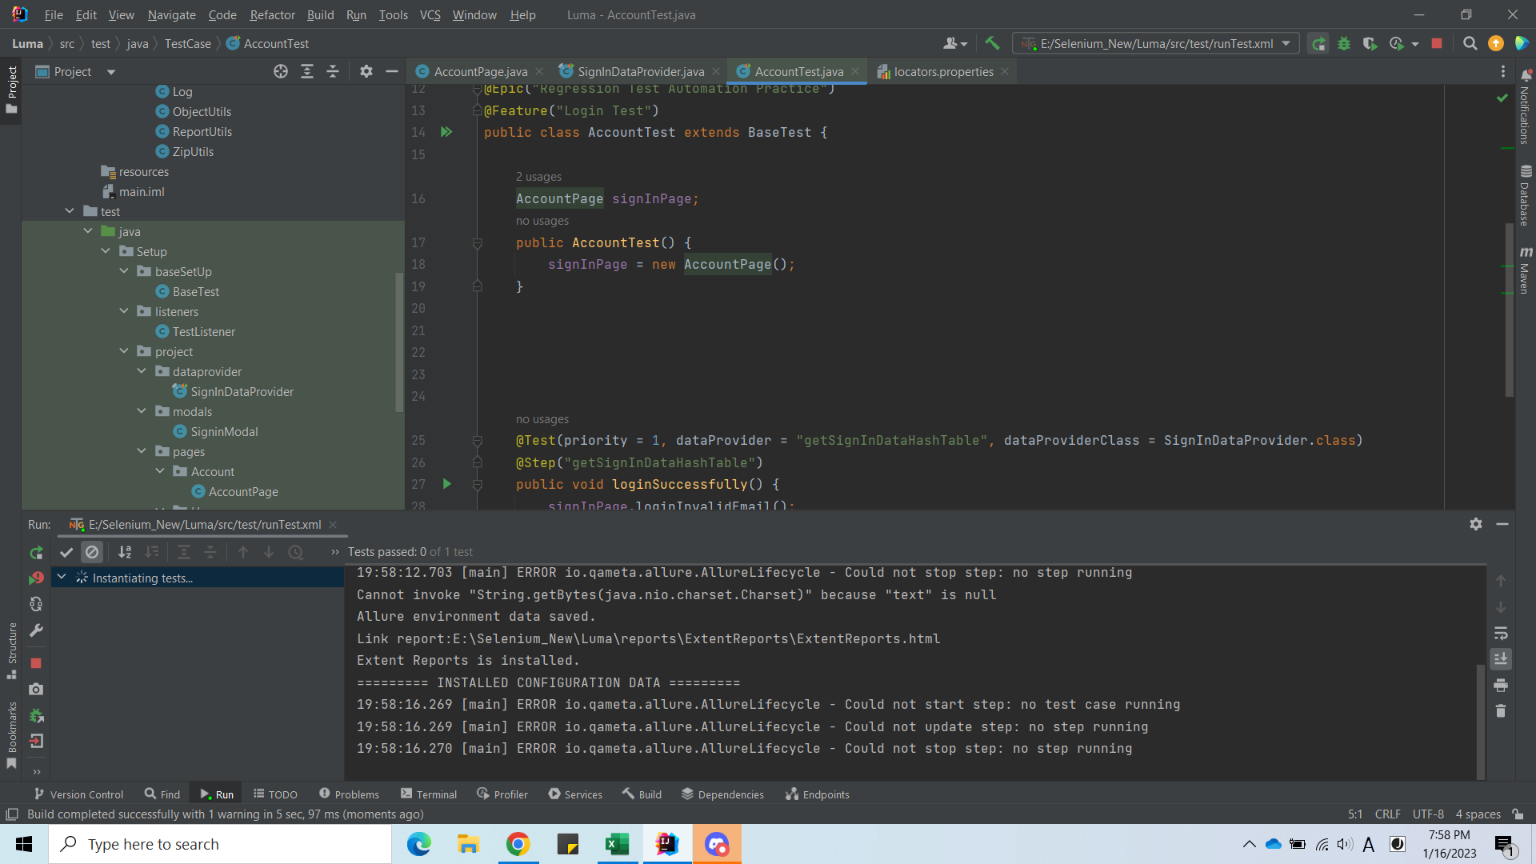 File Edit View Navigate Code Refactor Build Run Tools VCS Window Help Luma - AccountTest.java
Luma src test java TestCase AccountTest
E:/Selenium_New/Luma/src/test/runTest.xml
Project
Project
AccountPage.java SignInDataProvider.java AccountTest.java locators.properties
Log
ObjectUtils
ReportUtils
ZipUtils
resources
main.iml
test
java
Setup
baseSetUp
BaseTest
listeners
TestListener
project
dataprovider
SignInDataProvider
modals
SigninModal
pages
Account
AccountPage
12 @Epic("Regression Test Automation Practice")
13 @Feature("Login Test")
14 public class AccountTest extends BaseTest {
15
2 usages
16 AccountPage signInPage;
no usages
17 public AccountTest() {
18 signInPage = new AccountPage();
19 }
20
21
22
23
24
no usages
25 @Test(priority = 1, dataProvider = "getSignInDataHashTable", dataProviderClass = SignInDataProvider.class)
26 @Step("getSignInDataHashTable")
27 public void loginSuccessfully() {
28 signInPage.loginInvalidEmail();
Notifications
Database
m
Maven
Run: E:/Selenium_New/Luma/src/test/runTest.xml
Tests passed: 0 of 1 test
Instantiating tests...
19:58:12.703 [main] ERROR io.qameta.allure.AllureLifecycle - Could not stop step: no step running
Cannot invoke "String.getBytes(java.nio.charset.Charset)" because "text" is null
Allure environment data saved.
Link report:E:\Selenium_New\Luma\reports\ExtentReports\ExtentReports.html
Extent Reports is installed.
========= INSTALLED CONFIGURATION DATA =========
19:58:16.269 [main] ERROR io.qameta.allure.AllureLifecycle - Could not start step: no test case running
19:58:16.269 [main] ERROR io.qameta.allure.AllureLifecycle - Could not update step: no step running
19:58:16.270 [main] ERROR io.qameta.allure.AllureLifecycle - Could not stop step: no step running
Structure
Bookmarks
Version Control Find Run TODO Problems Terminal Profiler Services Build Dependencies Endpoints
Build completed successfully with 1 warning in 5 sec, 97 ms (moments ago)
5:1 CRLF UTF-8 4 spaces
Type here to search
A
7:58 PM
1/16/2023
1